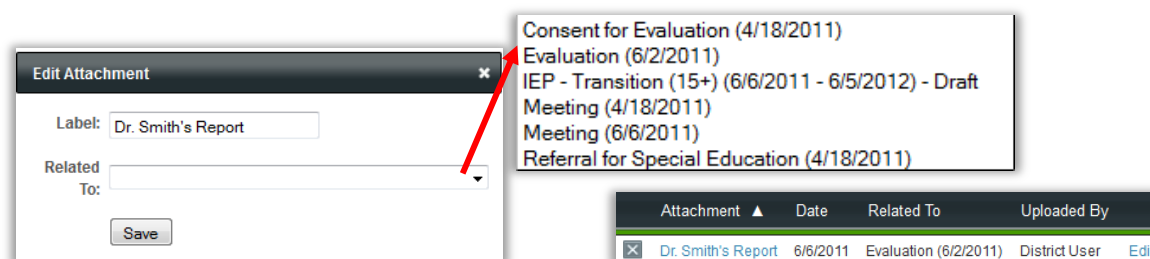 Edit Attachment
Label: Dr. Smith's Report
Related To:
Save
Consent for Evaluation (4/18/2011)
Evaluation (6/2/2011)
IEP - Transition (15+) (6/6/2011 - 6/5/2012) - Draft
Meeting (4/18/2011)
Meeting (6/6/2011)
Referral for Special Education (4/18/2011)
Attachment ▲ Date Related To Uploaded By
Dr. Smith's Report 6/6/2011 Evaluation (6/2/2011) District User Edi